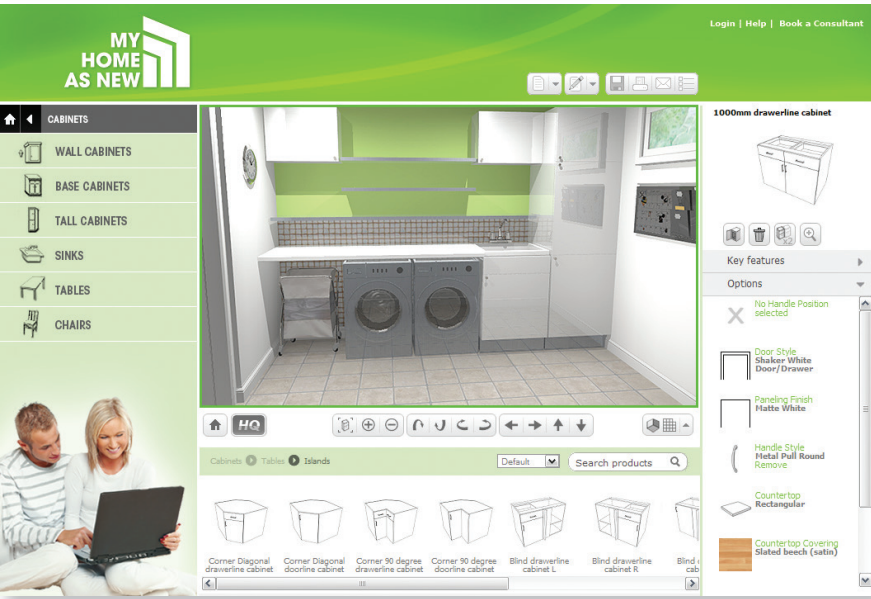 Login | Help | Book a Consultant
MY
HOME
AS NEW
CABINETS
WALL CABINETS
BASE CABINETS
TALL CABINETS
SINKS
TABLES
CHAIRS
1000mm drawerline cabinet
x2
Key features
Options
No Handle Position
selected
Door Style
Shaker White
Door/Drawer
Paneling Finish
Matte White
Handle Style
Metal Pull Round
Remove
Countertop
Rectangular
Countertop Covering
Slated beech (satin)
HQ
Cabinets Tables Islands
Default
Search products
Corner Diagonal
drawerline cabinet
Corner Diagonal
doorline cabinet
Corner 90 degree
drawerline cabinet
Corner 90 degree
doorline cabinet
Blind drawerline
cabinet L
Blind drawerline
cabinet R
Blind
cab